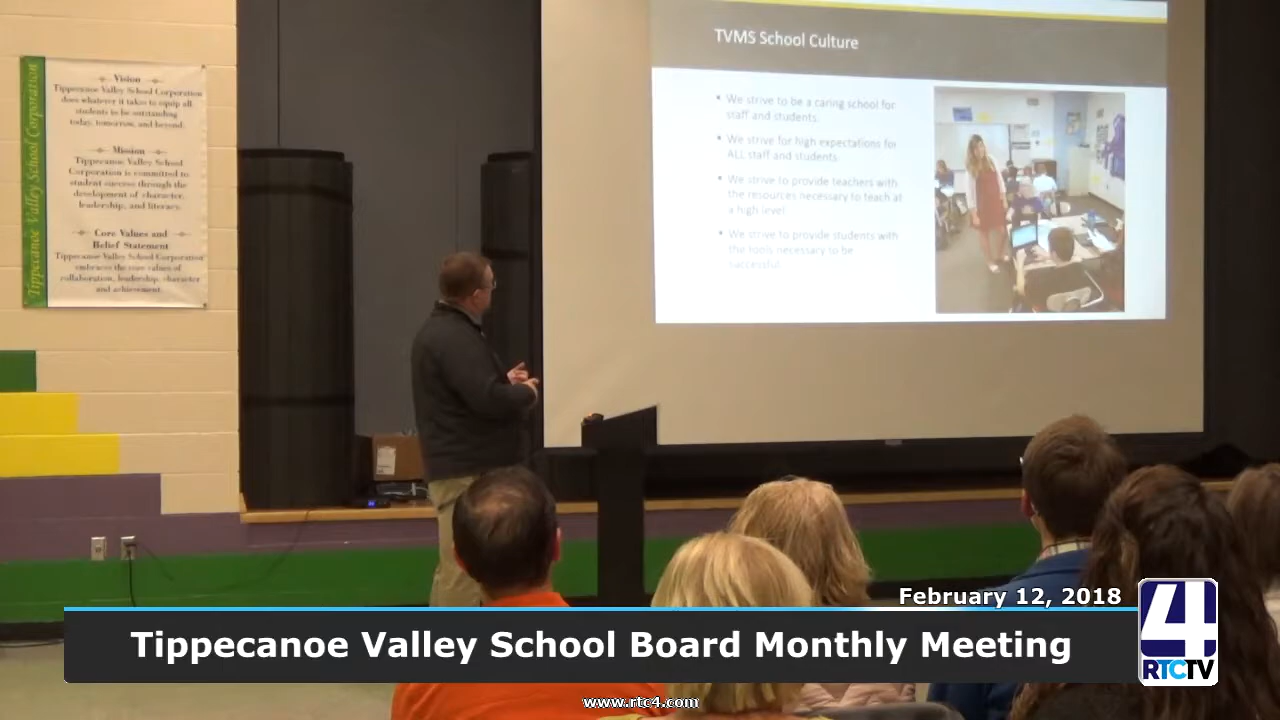 TVMS School Culture
We strive to be a caring school for
staff and students.
We strive for high expectations for
ALL staff and students
We strive to provide teachers with
the resources necessary to teach at
a high level
We strive to provide students with
the tools necessary to be
successful
Tippecanoe Valley School Corporation
Vision
Tippecanoe Valley School Corporation
does whatever it takes to equip all
students to be outstanding
today, tomorrow, and beyond.
Mission
Tippecanoe Valley School
Corporation is committed to
student success through the
development of character,
leadership, and literacy.
Core Values and
Belief Statement
Tippecanoe Valley School Corporation
embraces the core values of
collaboration, leadership, character
and achievement.
February 12, 2018
Tippecanoe Valley School Board Monthly Meeting
4
RTCTV
www.rtc4.com